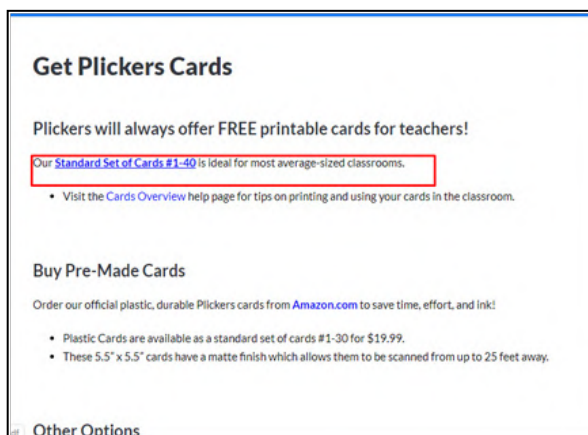 Get Plickers Cards
Plickers will always offer FREE printable cards for teachers!
Our Standard Set of Cards #1-40 is ideal for most average-sized classrooms.
• Visit the Cards Overview help page for tips on printing and using your cards in the classroom.
Buy Pre-Made Cards
Order our official plastic, durable Plickers cards from Amazon.com to save time, effort, and ink!
• Plastic Cards are available as a standard set of cards #1-30 for $19.99.
• These 5.5" x 5.5" cards have a matte finish which allows them to be scanned from up to 25 feet away.
Other Options